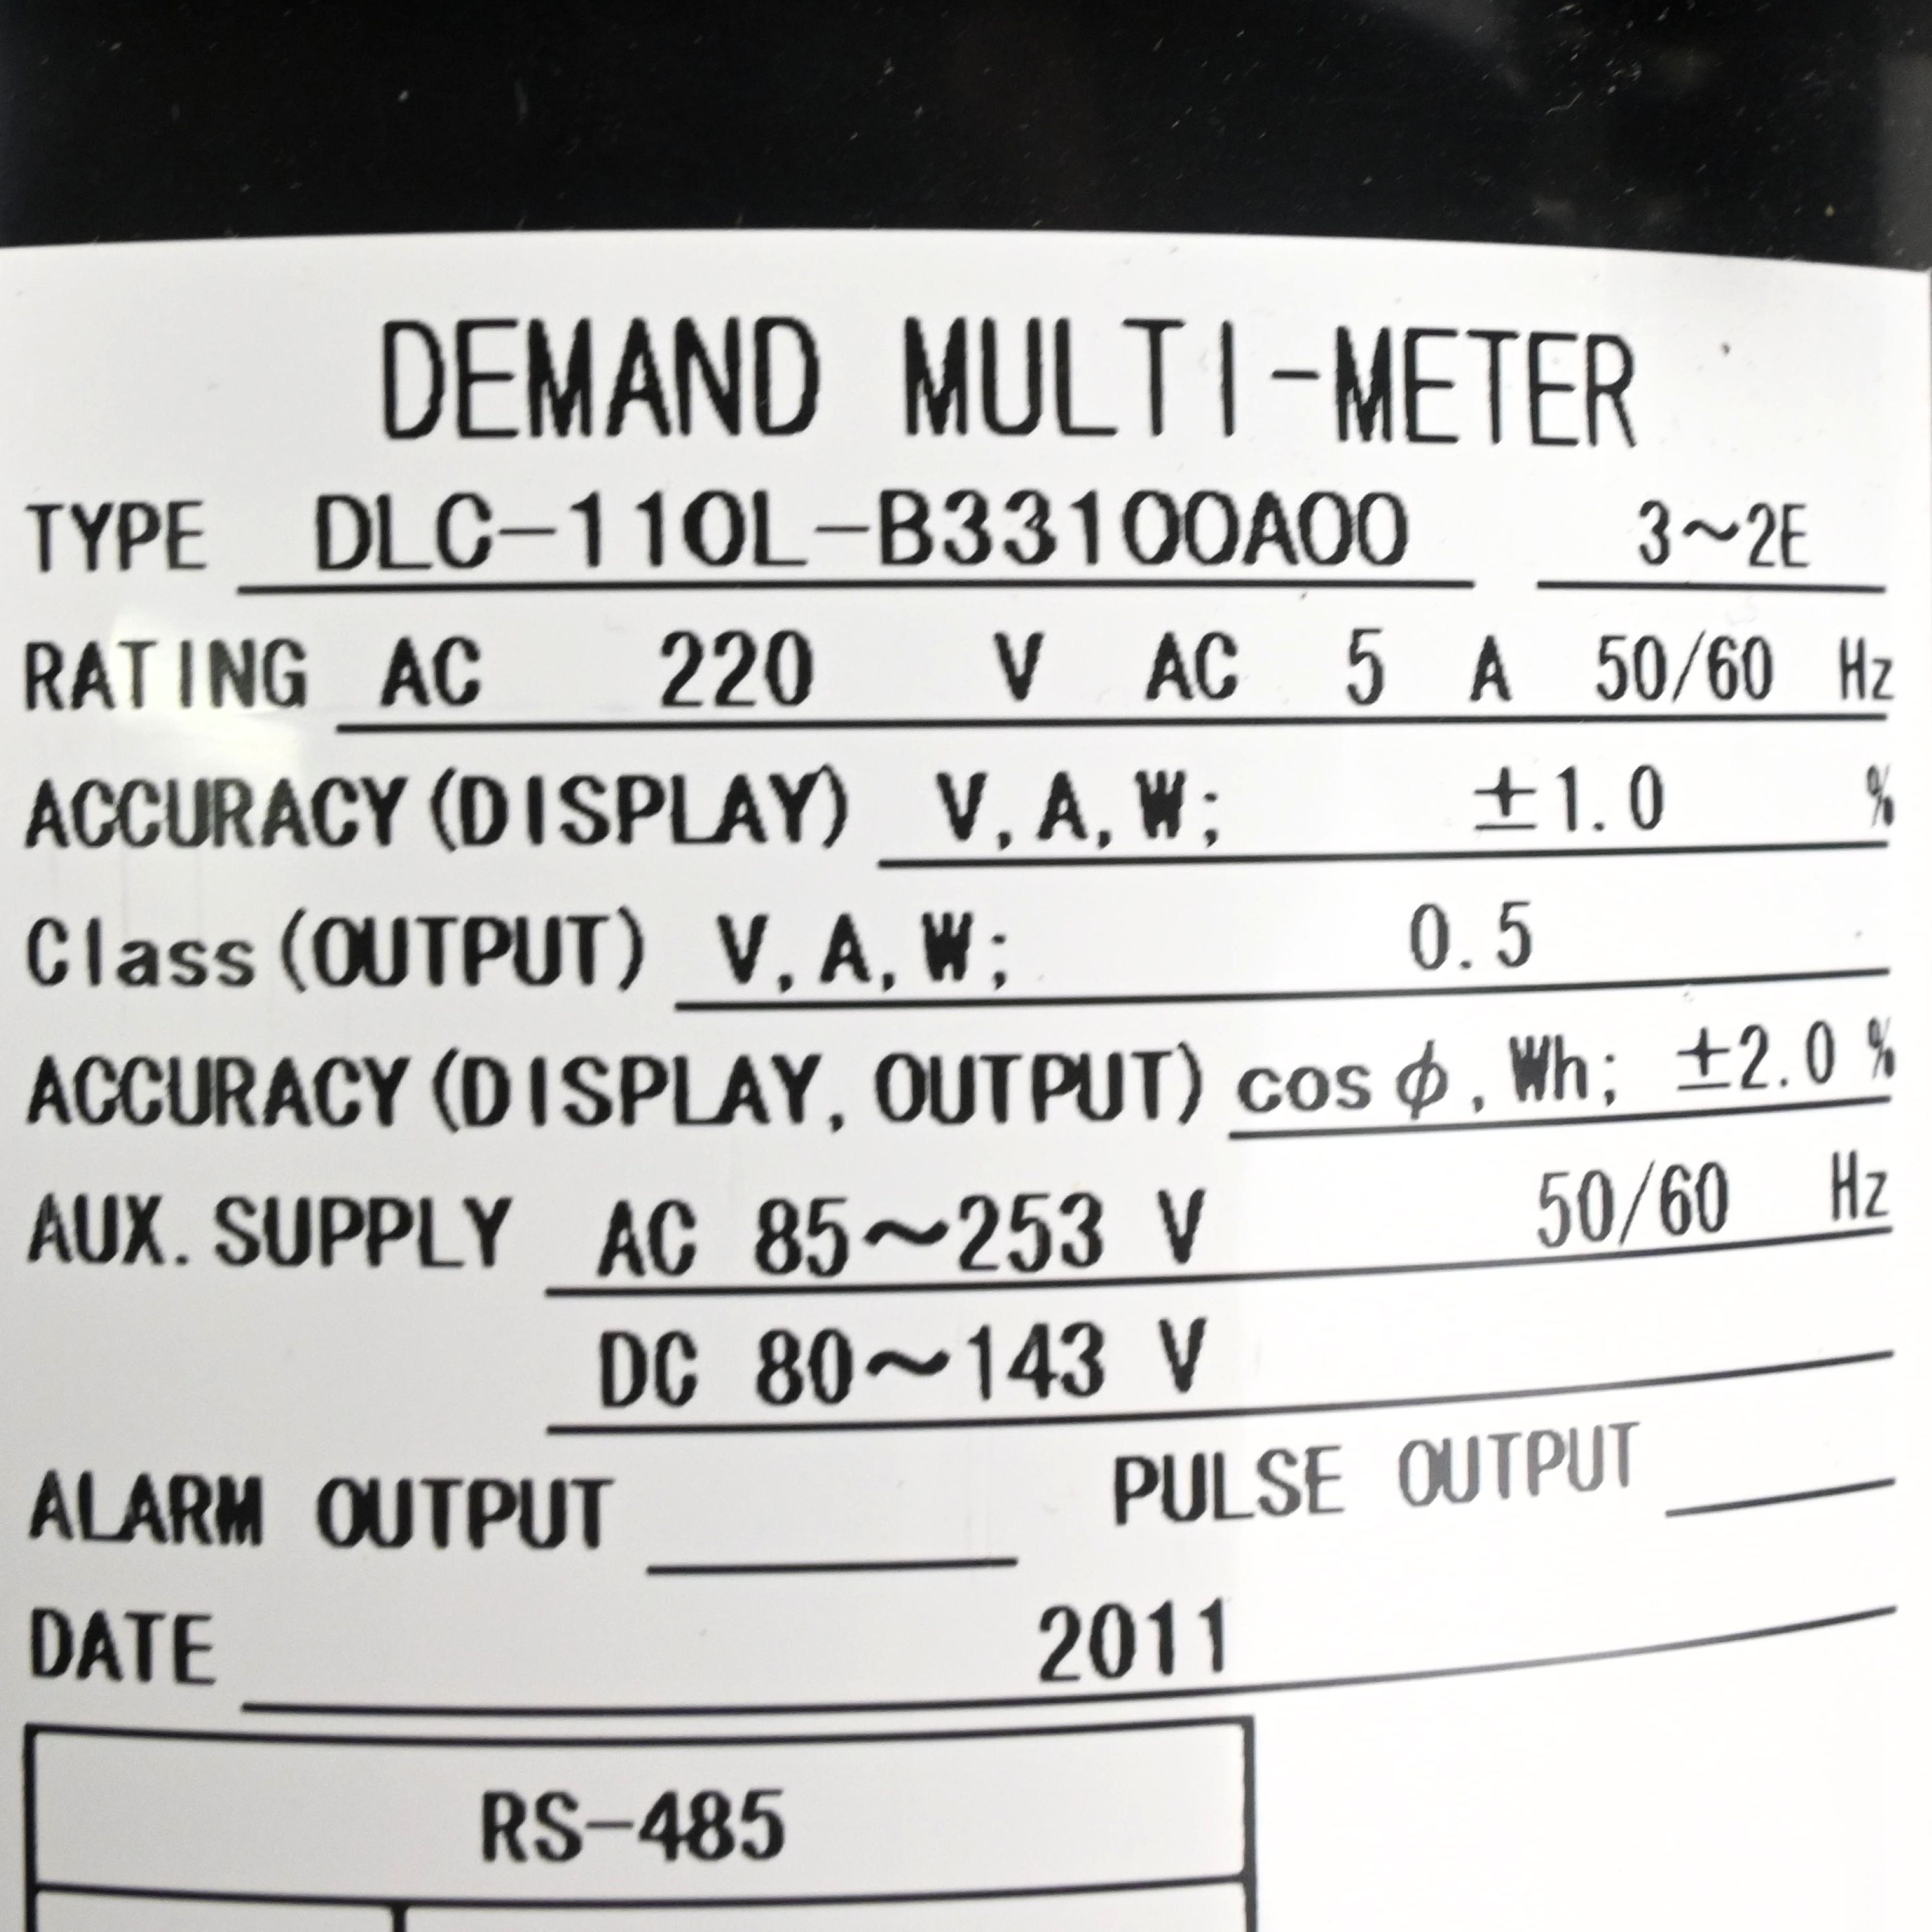 DEMAND MULTI-METER
TYPE DLC-110L-B33100A00 3~2E
RATING AC 220 V AC 5 A 50/60 Hz
ACCURACY(DISPLAY) V,A,W; ±1.0 %
Class(OUTPUT) V,A,W; 0.5
ACCURACY(DISPLAY,OUTPUT) cosφ,Wh; ±2.0 %
AUX.SUPPLY AC 85~253 V 50/60 Hz
DC 80~143 V
ALARM OUTPUT PULSE OUTPUT
DATE 2011
RS-485